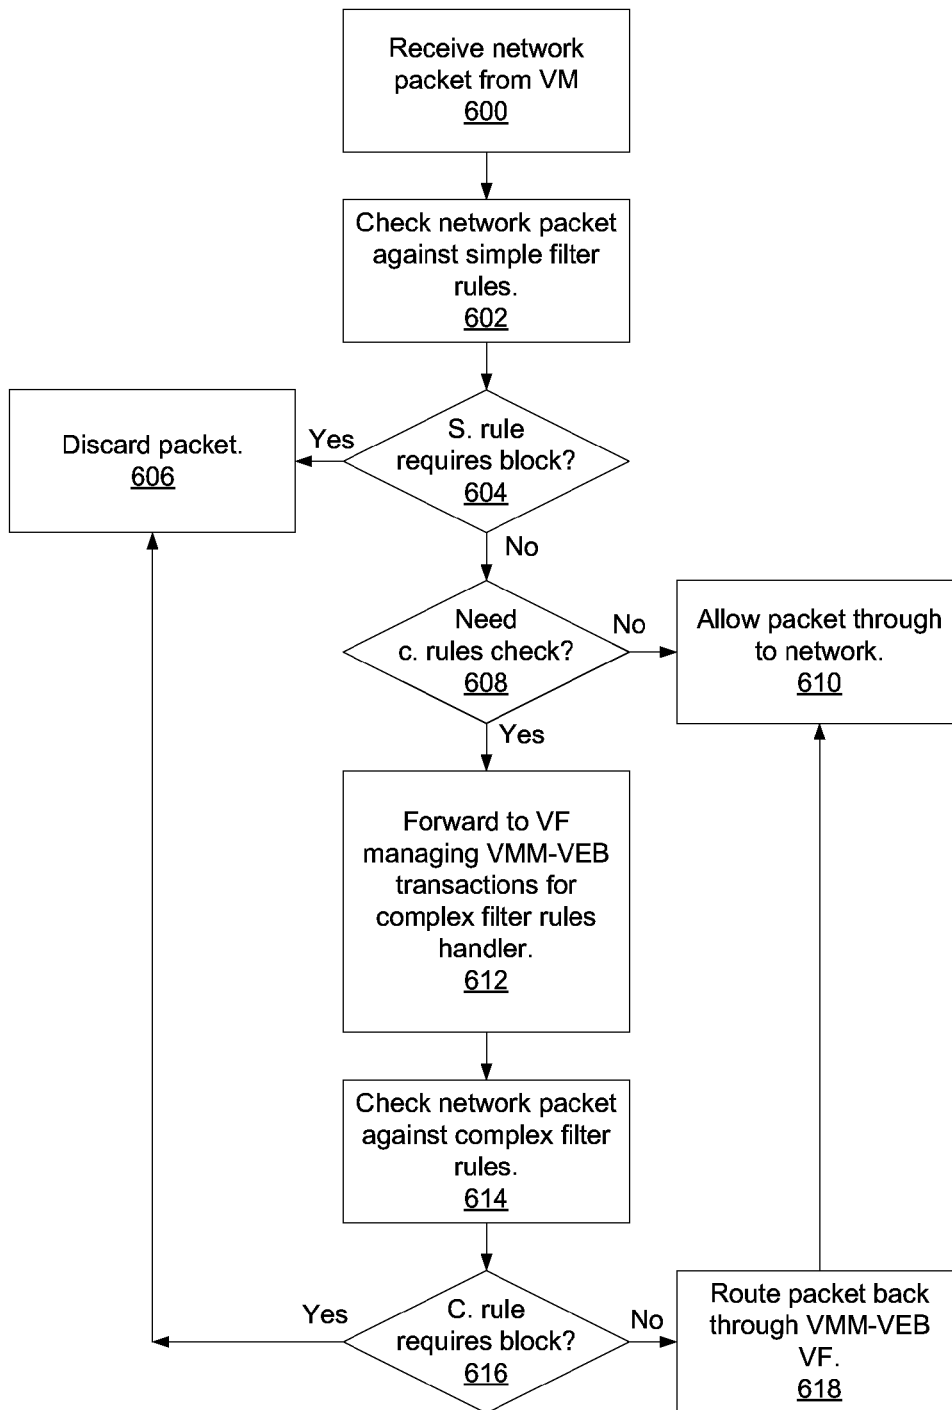 Receive network
packet from VM
600
Check network packet
against simple filter
rules.
602
Discard packet.
606
Yes
S. rule
requires block?
604
No
Need
c. rules check?
608
No
Allow packet through
to network.
610
Yes
Forward to VF
managing VMM-VEB
transactions for
complex filter rules
handler.
612
Check network packet
against complex filter
rules.
614
Yes
C. rule
requires block?
616
No
Route packet back
through VMM-VEB
VF.
618